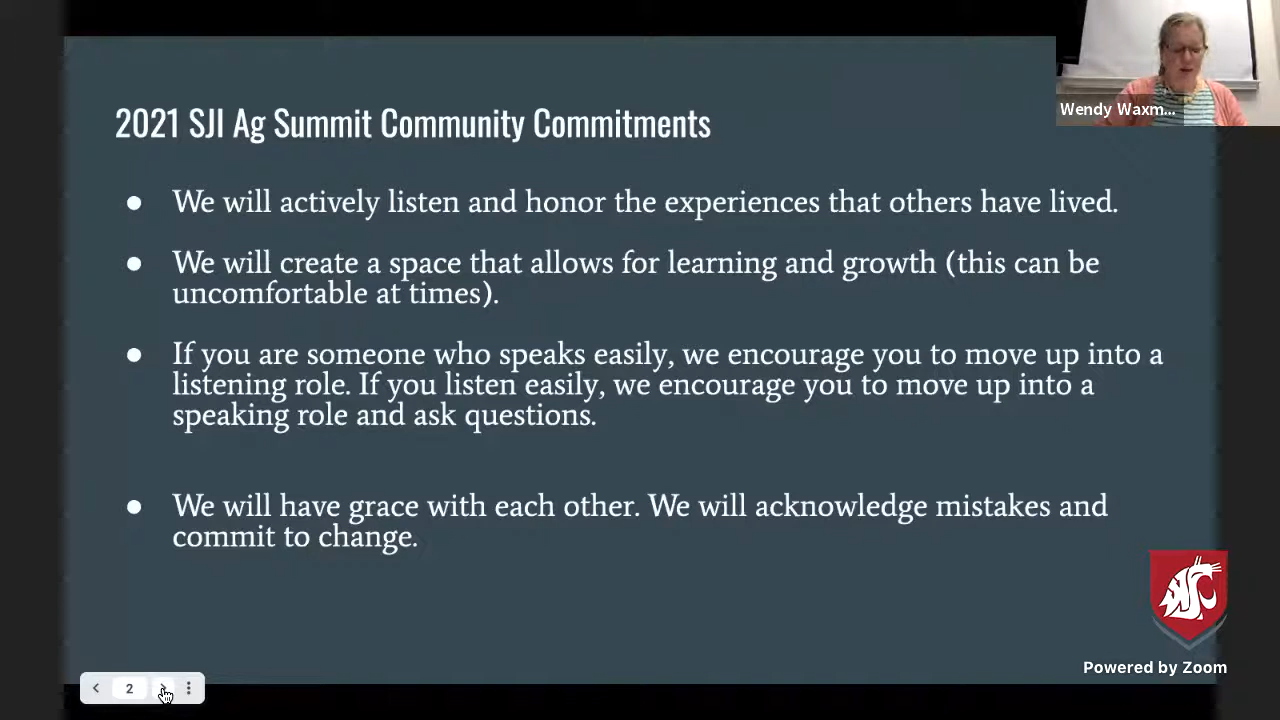 Wendy Waxm...
2021 SJI Ag Summit Community Commitments
● We will actively listen and honor the experiences that others have lived.
● We will create a space that allows for learning and growth (this can be
uncomfortable at times).
● If you are someone who speaks easily, we encourage you to move up into a
listening role. If you listen easily, we encourage you to move up into a
speaking role and ask questions.
● We will have grace with each other. We will acknowledge mistakes and
commit to change.
Powered by Zoom
2